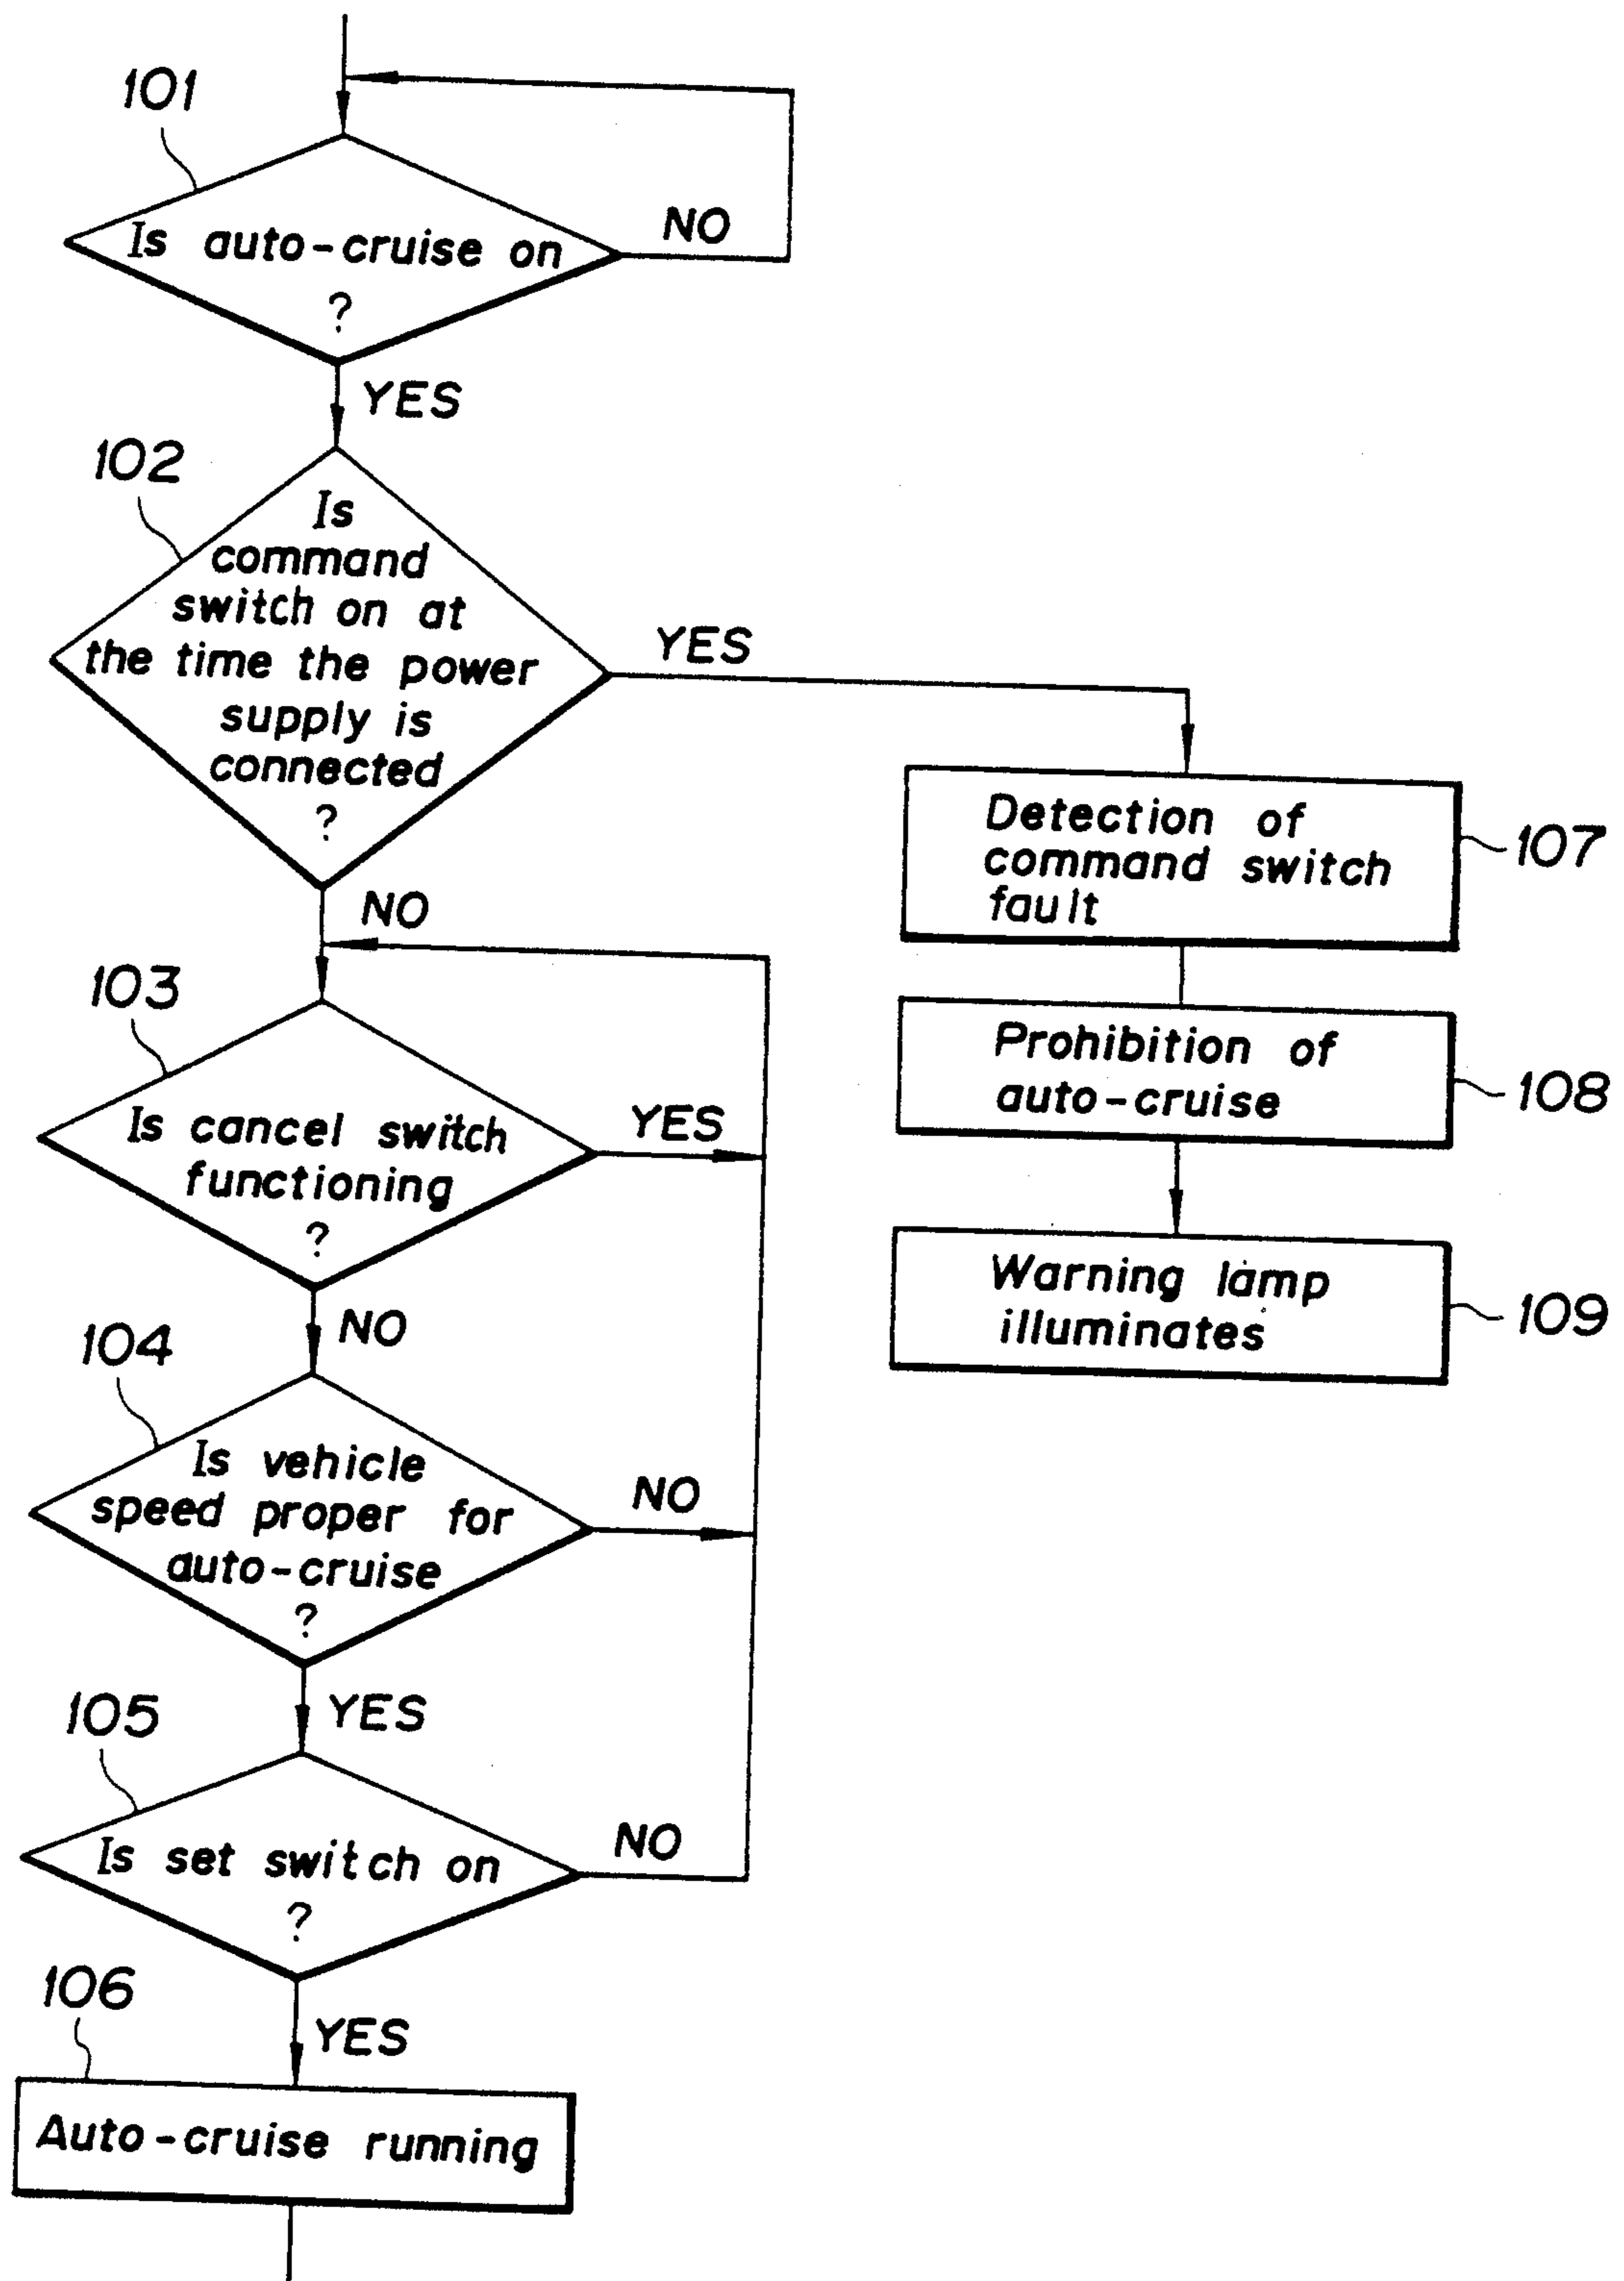 101
Is auto-cruise on
?
NO
YES
102
Is
command
switch on at
the time the power
supply is
connected
?
YES
NO
107
Detection of
command switch
fault
108
Prohibition of
auto-cruise
109
Warning lamp
illuminates
103
Is cancel switch
functioning
?
YES
NO
104
Is vehicle
speed proper for
auto-cruise
?
NO
YES
105
Is set switch on
?
NO
YES
106
Auto-cruise running